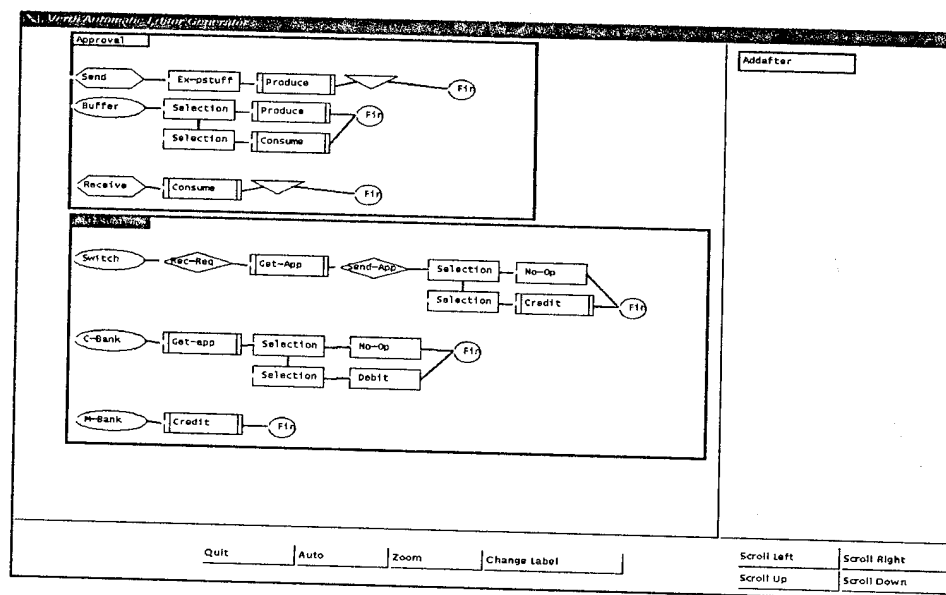 Verdi Automatic Editor Generator
Approval
Addafter
Send Ex-pstuff Produce Fin
Buffer Selection Produce Fin
Selection Consume
Receive Consume Fin
Switch Rec-Req Get-App Send-App Selection No-Op
Selection Credit Fin
C-Bank Get-app Selection No-Op Fin
Selection Debit
M-Bank Credit Fin
Quit Auto Zoom Change Label Scroll Left Scroll Right
Scroll Up Scroll Down